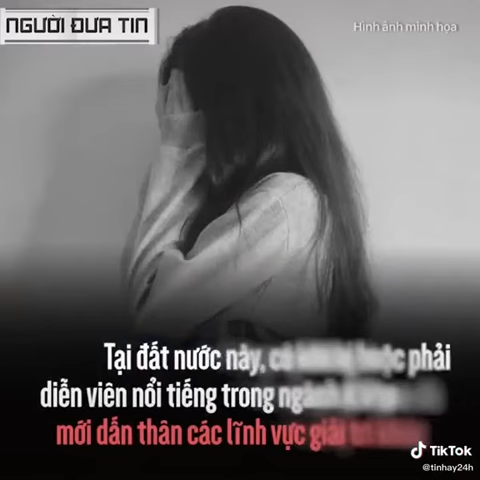 NGƯỜI ĐƯA TIN
Hình ảnh minh họa
Tại đất nước này, phải
diễn viên nổi tiếng trong
mới dấn thân các lĩnh vực
TikTok
@tinhay24h